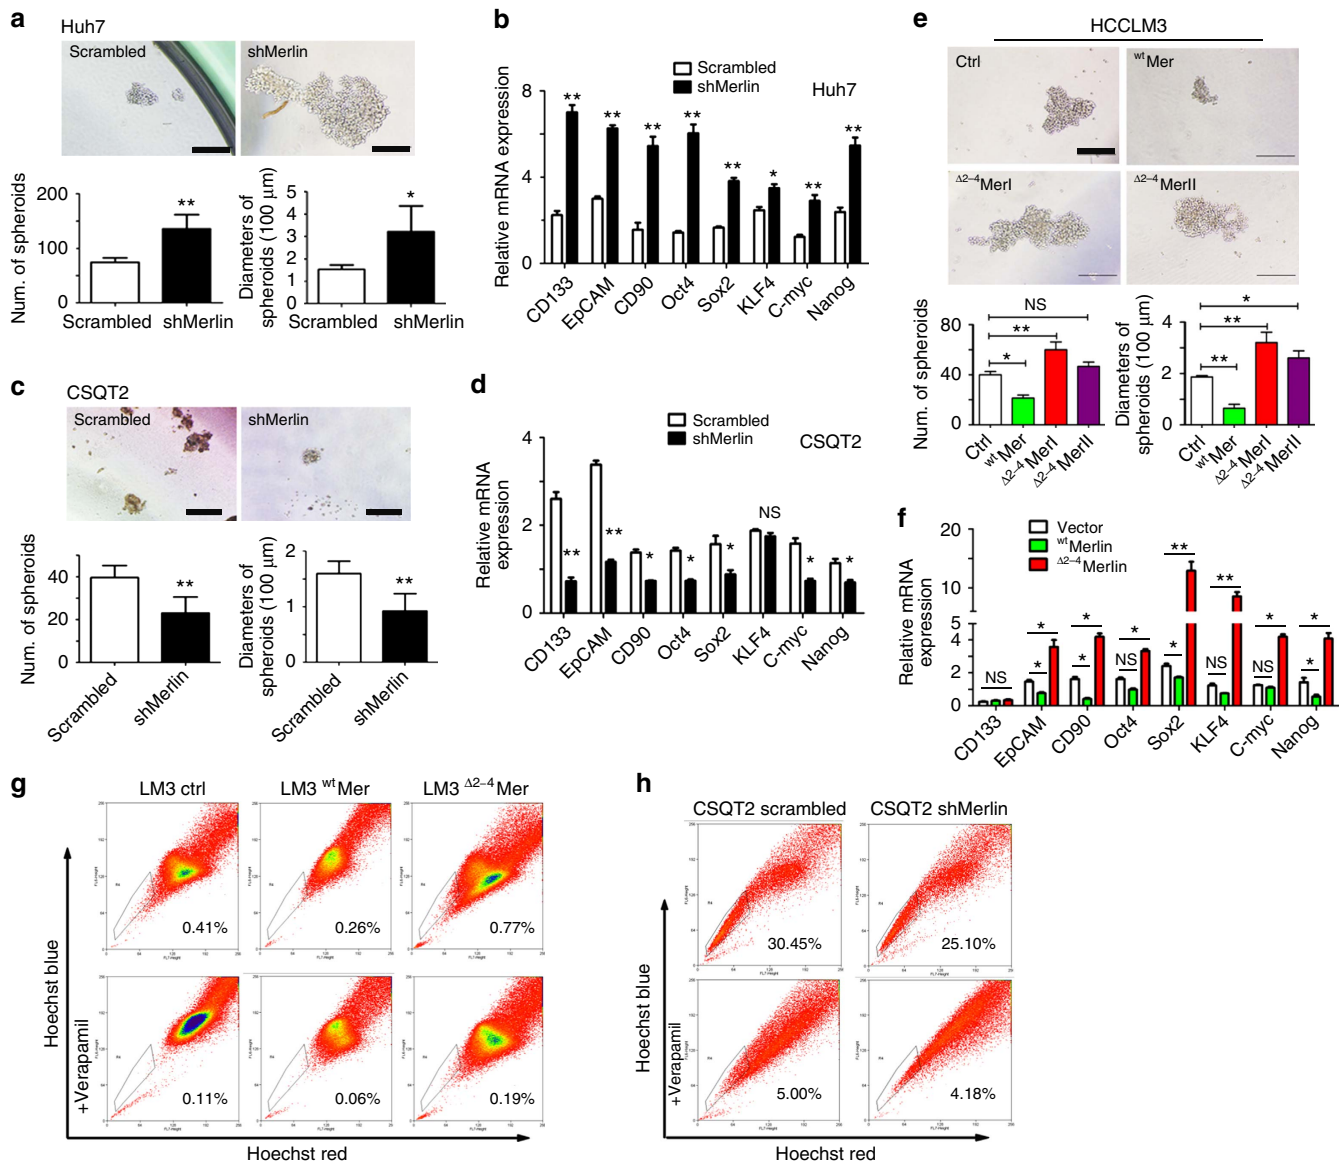 a
Huh7
Scrambled
shMerlin
Num. of spheroids
200
100
0
**
Scrambled
shMerlin
Diameters of
spheroids (100 μm)
5
4
3
2
1
0
*
Scrambled
shMerlin
b
Scrambled
shMerlin
Huh7
Relative mRNA expression
8
4
2
0
**
**
**
**
**
*
**
**
CD133
EpCAM
CD90
Oct4
Sox2
KLF4
C-myc
Nanog
c
CSQT2
Scrambled
shMerlin
Num. of spheroids
40
20
0
**
Scrambled
shMerlin
Diameters of
spheroids (100 μm)
2
1
0
**
Scrambled
shMerlin
d
Scrambled
shMerlin
CSQT2
Relative mRNA
expression
4
2
1
0
**
**
*
*
*
NS
*
*
CD133
EpCAM
CD90
Oct4
Sox2
KLF4
C-myc
Nanog
e
HCCLM3
Ctrl
wtMer
Δ2–4MerI
Δ2–4MerII
Num. of spheroids
80
40
0
NS
**
*
Ctrl
wtMer
Δ2–4MerI
Δ2–4MerII
Diameters of
spheroids (100 μm)
4
2
0
*
**
**
Ctrl
wtMer
Δ2–4MerI
Δ2–4MerII
f
Vector
wtMerlin
Δ2–4Merlin
Relative mRNA
expression
20
10
5
4
2
0
NS
*
*
*
*
*
NS
**
*
**
NS
*
NS
*
*
CD133
EpCAM
CD90
Oct4
Sox2
KLF4
C-myc
Nanog
g
LM3 ctrl
LM3 wtMer
LM3 Δ2–4Mer
0.41%
0.26%
0.77%
0.11%
0.06%
0.19%
Hoechst blue
+Verapamil
Hoechst red
h
CSQT2 scrambled
CSQT2 shMerlin
30.45%
25.10%
5.00%
4.18%
Hoechst blue
+Verapamil
Hoechst red